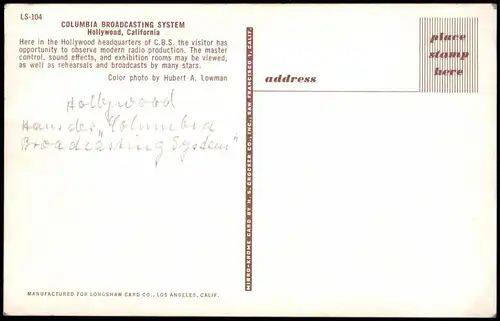 LS-104
COLUMBIA BROADCASTING SYSTEM
Hollywood, California
Here in the Hollywood headquarters of C.B.S. the visitor has
opportunity to observe modern radio production. The master
control, sound effects, and exhibition rooms may be viewed,
as well as rehearsals and broadcasts by many stars.
Color photo by Hubert A. Lowman
Hollywood
Haus des „Columbia
Broadcasting System“
MANUFACTURED FOR LONGSHAW CARD CO., LOS ANGELES, CALIF.
MIRRO-KROME CARD BY H. S. CROCKER CO., INC., SAN FRANCISCO 1, CALIF.
address
place
stamp
here